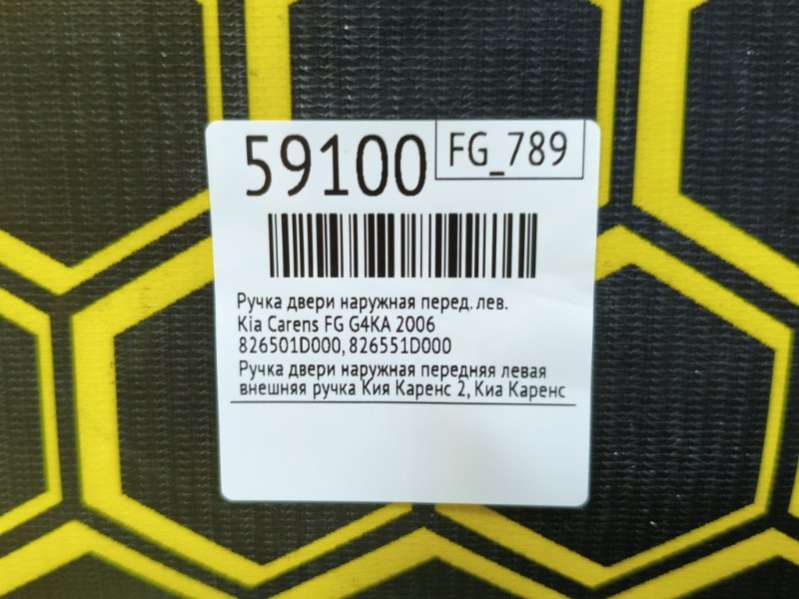 59100
FG_789
Ручка двери наружная перед. лев.
Kia Carens FG G4KA 2006
826501D000, 826551D000
Ручка двери наружная передняя левая
внешняя ручка Кия Каренс 2, Киа Каренс